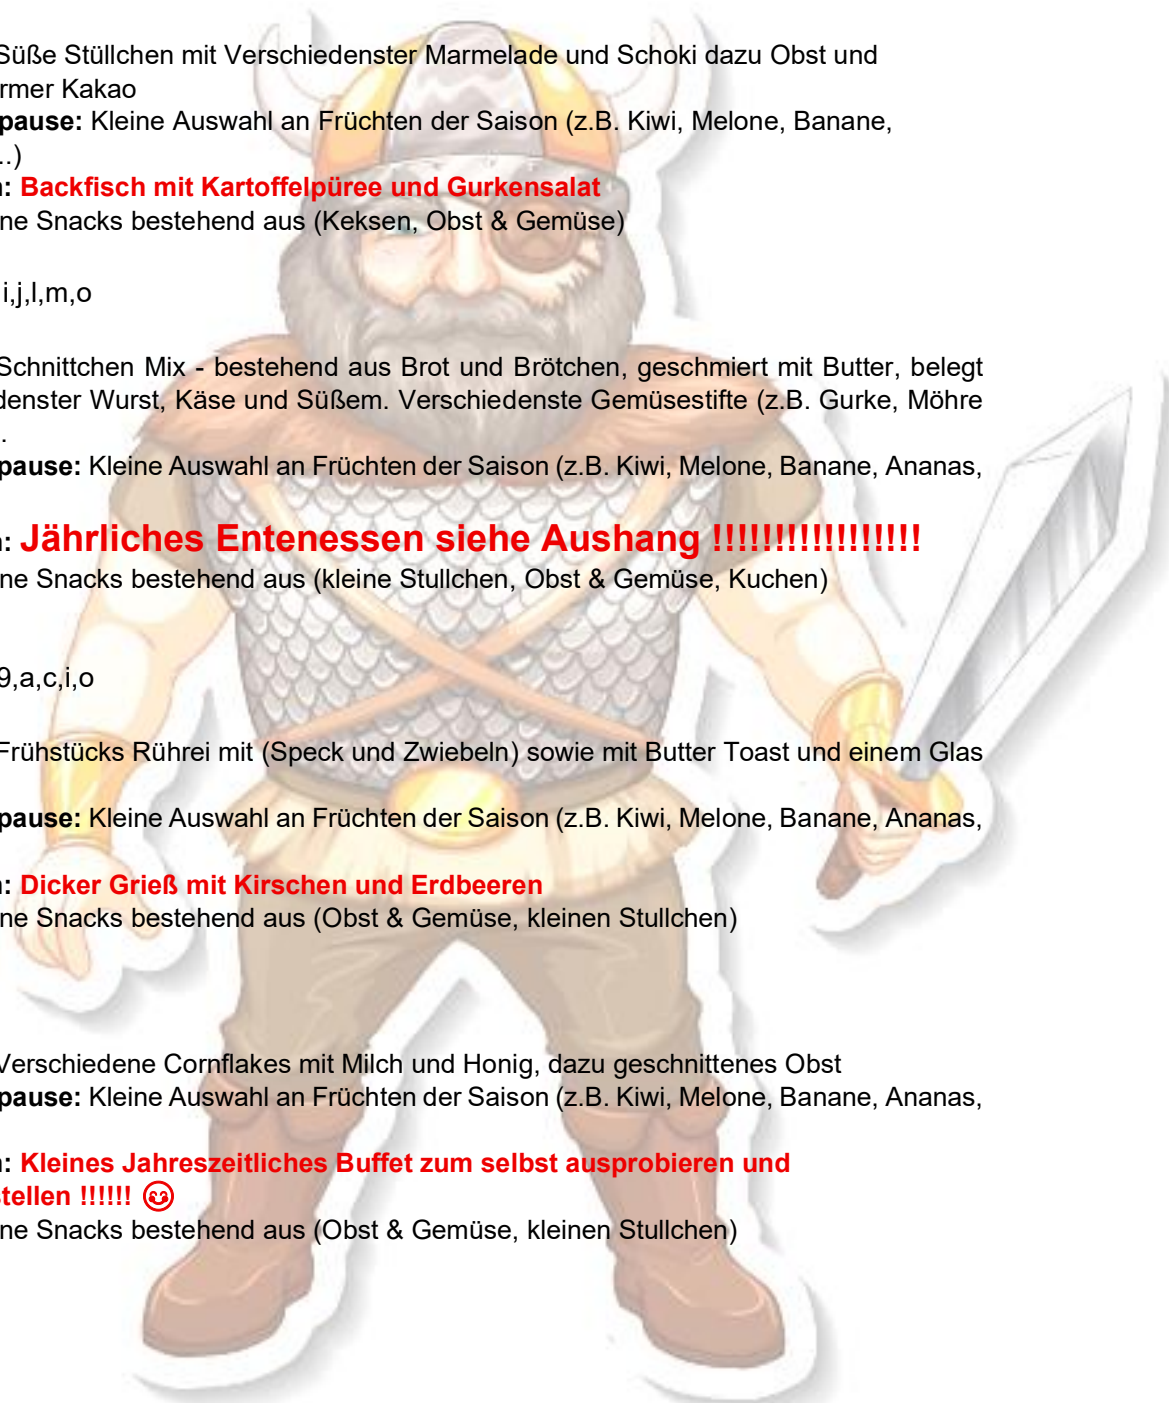 Süße Stüllchen mit Verschiedenster Marmelade und Schoki dazu Obst und
rmer Kakao
pause: Kleine Auswahl an Früchten der Saison (z.B. Kiwi, Melone, Banane,
..)
n: Backfisch mit Kartoffelpüree und Gurkensalat
ne Snacks bestehend aus (Keksen, Obst & Gemüse)
i,j,l,m,o
Schnittchen Mix - bestehend aus Brot und Brötchen, geschmiert mit Butter, belegt
denster Wurst, Käse und Süßem. Verschiedenste Gemüsestifte (z.B. Gurke, Möhre
.
pause: Kleine Auswahl an Früchten der Saison (z.B. Kiwi, Melone, Banane, Ananas,
n: Jährliches Entenessen siehe Aushang !!!!!!!!!!!!!!!!!
ne Snacks bestehend aus (kleine Stullchen, Obst & Gemüse, Kuchen)
9,a,c,i,o
Frühstücks Rührei mit (Speck und Zwiebeln) sowie mit Butter Toast und einem Glas
pause: Kleine Auswahl an Früchten der Saison (z.B. Kiwi, Melone, Banane, Ananas,
n: Dicker Grieß mit Kirschen und Erdbeeren
ne Snacks bestehend aus (Obst & Gemüse, kleinen Stullchen)
Verschiedene Cornflakes mit Milch und Honig, dazu geschnittenes Obst
pause: Kleine Auswahl an Früchten der Saison (z.B. Kiwi, Melone, Banane, Ananas,
n: Kleines Jahreszeitliches Buffet zum selbst ausprobieren und
stellen !!!!!! 😊
ne Snacks bestehend aus (Obst & Gemüse, kleinen Stullchen)